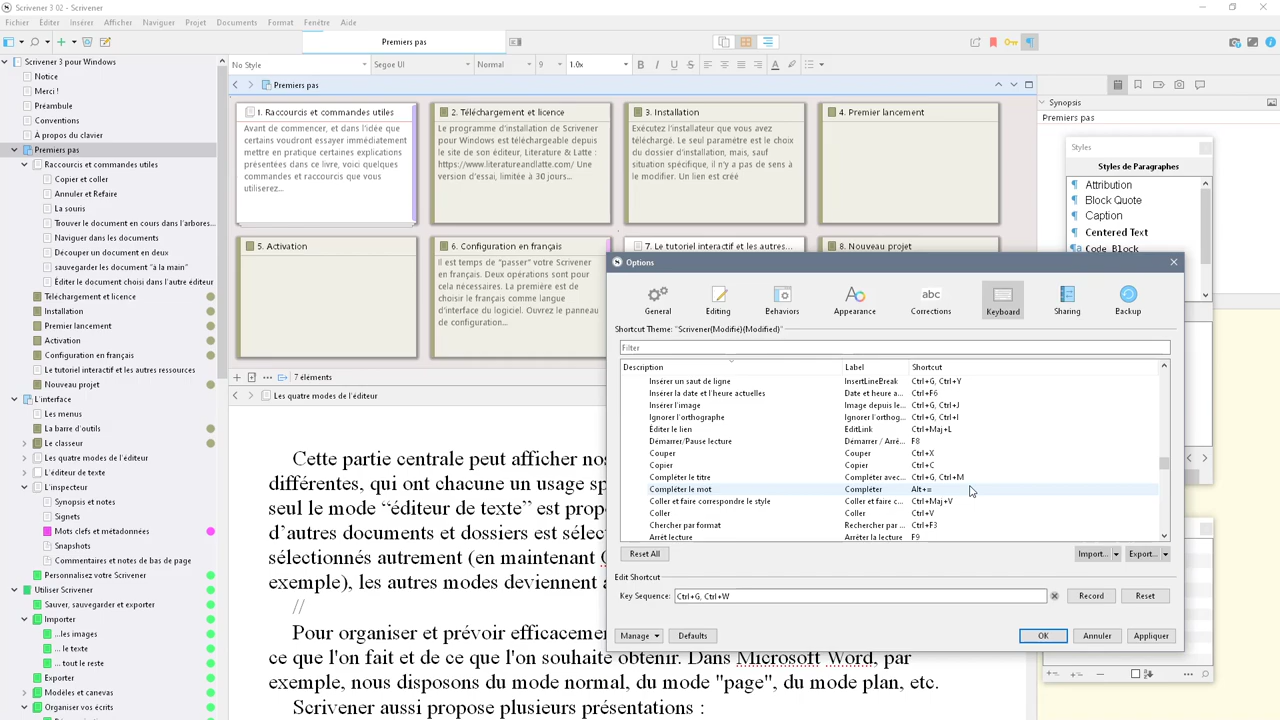 Scrivener 3 02 - Scrivener
Fichier Éditer Insérer Afficher Naviguer Projet Documents Format Fenêtre Aide
Premiers pas
No Style Segoe UI Normal 9 1.0x B I U S A
Scrivener 3 pour Windows
Notice
Merci !
Préambule
Conventions
À propos du clavier
Premiers pas
Raccourcis et commandes utiles
Copier et coller
Annuler et Refaire
La souris
Trouver le document en cours dans l'arbores...
Naviguer dans les documents
Découper un document en deux
sauvegarder les document "à la main"
Éditer le document choisi dans l'autre éditeur
Téléchargement et licence
Installation
Premier lancement
Activation
Configuration en français
Le tutoriel interactif et les autres ressources
Nouveau projet
L'interface
Les menus
La barre d'outils
Le classeur
Les quatre modes de l'éditeur
L'éditeur de texte
L'inspecteur
Synopsis et notes
Signets
Mots clefs et métadonnées
Snapshots
Commentaires et notes de bas de page
Personnalisez votre Scrivener
Utiliser Scrivener
Saisir, sauvegarder et exporter
Importer
...les images
... le texte
... tout le reste
Exporter
Modèles et canevas
Organiser vos écrits
Premiers pas
1. Raccourcis et commandes utiles
Avant de commencer, et dans l'idée que
certains voudront essayer immédiatement
mettre en pratique certaines explications
présentées dans ce livre, voici quelques
commandes et raccourcis que vous
utiliserez...
2. Téléchargement et licence
Le programme d'installation de Scrivener
pour Windows est téléchargeable depuis
le site de son éditeur, Literature & Latte :
https://www.literatureandlatte.com/ Une
version d'essai, limitée à 30 jours...
3. Installation
Exécutez l'installateur que vous avez
téléchargé. Le seul paramètre est le choix
du dossier d'installation, mais, sauf
situation spécifique, il n'y a pas de sens à
le modifier. Un lien est créé
4. Premier lancement
5. Activation
6. Configuration en français
Il est temps de "passer" votre Scrivener
en français. Deux opérations sont pour
cela nécessaires. La première est de
choisir le français comme langue
d'interface du logiciel. Ouvrez le panneau
de configuration...
7. Le tutoriel interactif et les autres...
8. Nouveau projet
7 éléments
Les quatre modes de l'éditeur
Cette partie centrale peut afficher nos
différentes, qui ont chacune un usage sp
seul le mode "éditeur de texte" est propo
d'autres documents et dossiers est sélec
sélectionnés autrement (en maintenant C
exemple), les autres modes deviennent a
//
Pour organiser et prévoir efficacemen
ce que l'on fait et de ce que l'on souhaite obtenir. Dans Microsoft Word, par
exemple, nous disposons du mode normal, du mode "page", du mode plan, etc.
Scrivener aussi propose plusieurs présentations :
Synopsis
Premiers pas
Styles
Styles de Paragraphes
Attribution
Block Quote
Caption
Centered Text
Code Block
Options
General Editing Behaviors Appearance Corrections Keyboard Sharing Backup
Shortcut Theme: "Scrivener(Modifié)(Modified)"
Filter
Description Label Shortcut
Insérer un saut de ligne InsertLineBreak Ctrl+G, Ctrl+Y
Insérer la date et l'heure actuelles Date et heure a... Ctrl+F6
Insérer l'image Image depuis le... Ctrl+G, Ctrl+J
Ignorer l'orthographe Ignorer l'orthog... Ctrl+G, Ctrl+I
Éditer le lien EditLink Ctrl+Maj+L
Démarrer/Pause lecture Démarrer / Arré... F8
Couper Couper Ctrl+X
Copier Copier Ctrl+C
Compléter le titre Compléter avec... Ctrl+G, Ctrl+M
Compléter le mot Compléter Alt+=
Coller et faire correspondre le style Coller et faire c... Ctrl+Maj+V
Coller Coller Ctrl+V
Chercher par format Rechercher par ... Ctrl+F3
Arrêt lecture Arrêter la lecture F9
Reset All Import... Export...
Edit Shortcut
Key Sequence: Ctrl+G, Ctrl+W Record Reset
Manage Defaults OK Annuler Appliquer